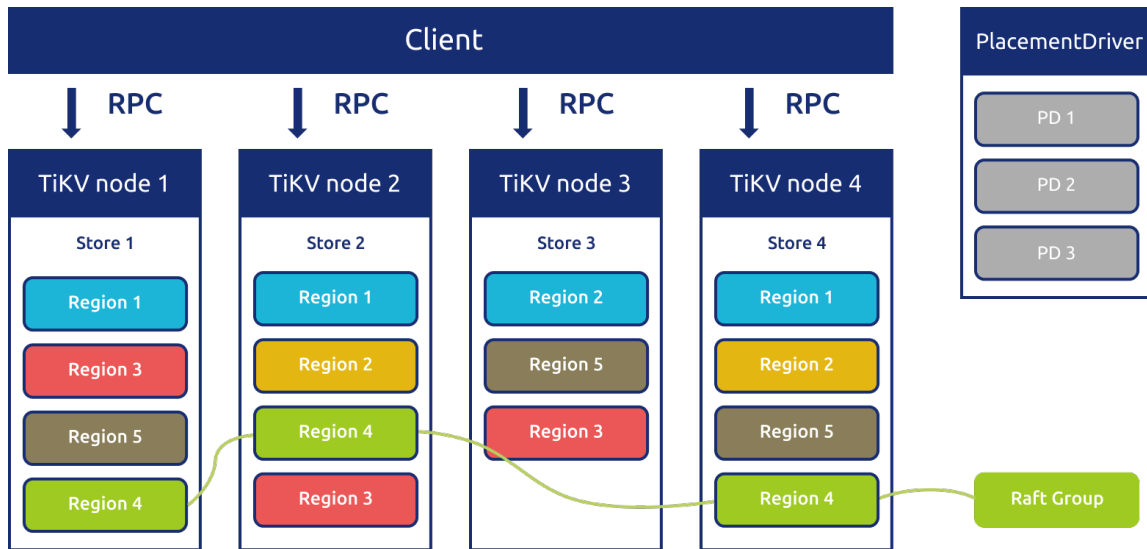 Client
PlacementDriver
RPC
RPC
RPC
RPC
PD 1
PD 2
PD 3
TiKV node 1
Store 1
Region 1
Region 3
Region 5
Region 4
TiKV node 2
Store 2
Region 1
Region 2
Region 4
Region 3
TiKV node 3
Store 3
Region 2
Region 5
Region 3
TiKV node 4
Store 4
Region 1
Region 2
Region 5
Region 4
Raft Group